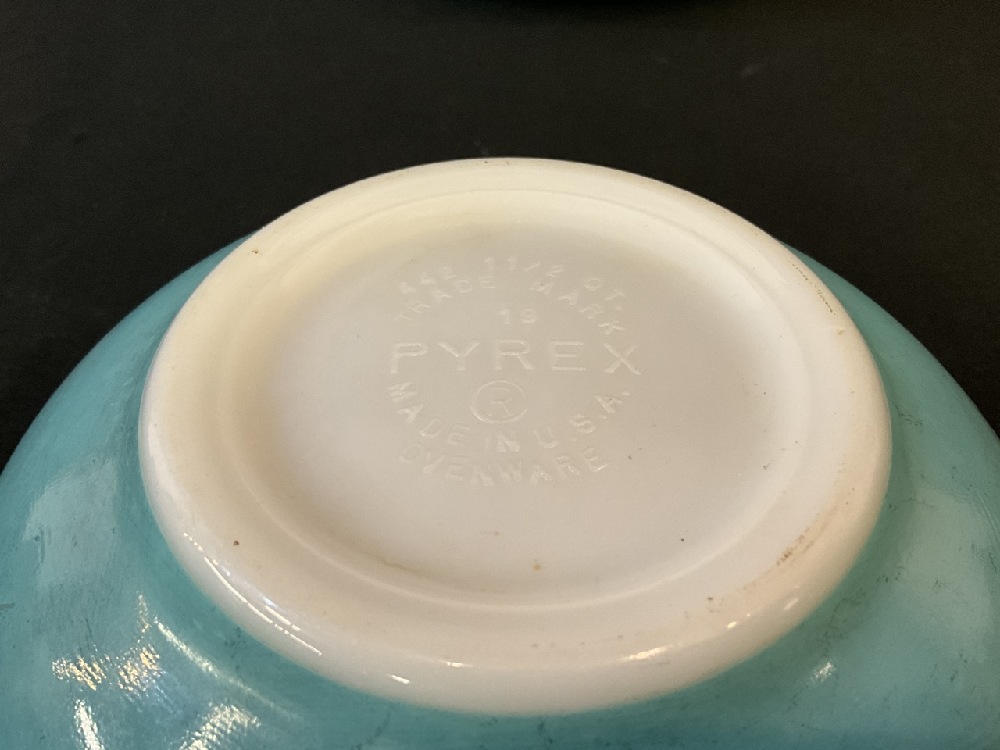 442 1 1/2 QT.
TRADE MARK
19
PYREX
R
MADE IN U.S.A.
OVENWARE